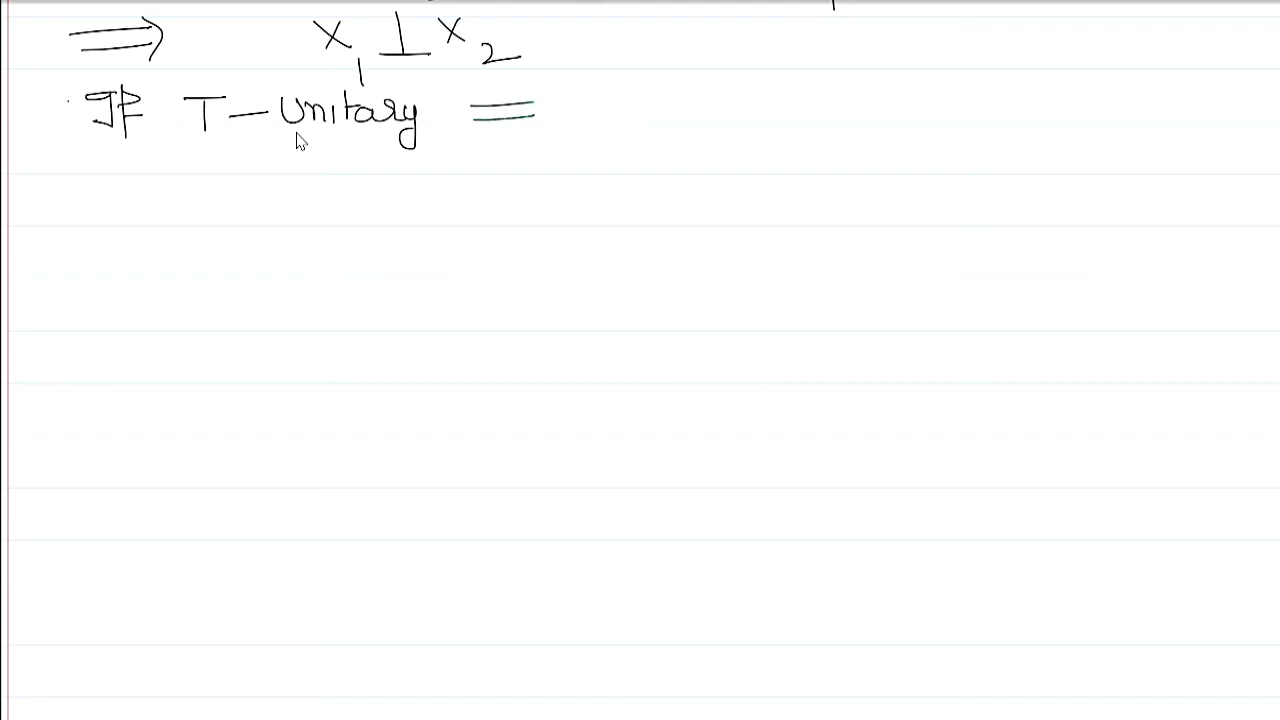 ⟹ x₁ ⊥ x₂
If T - Unitary =